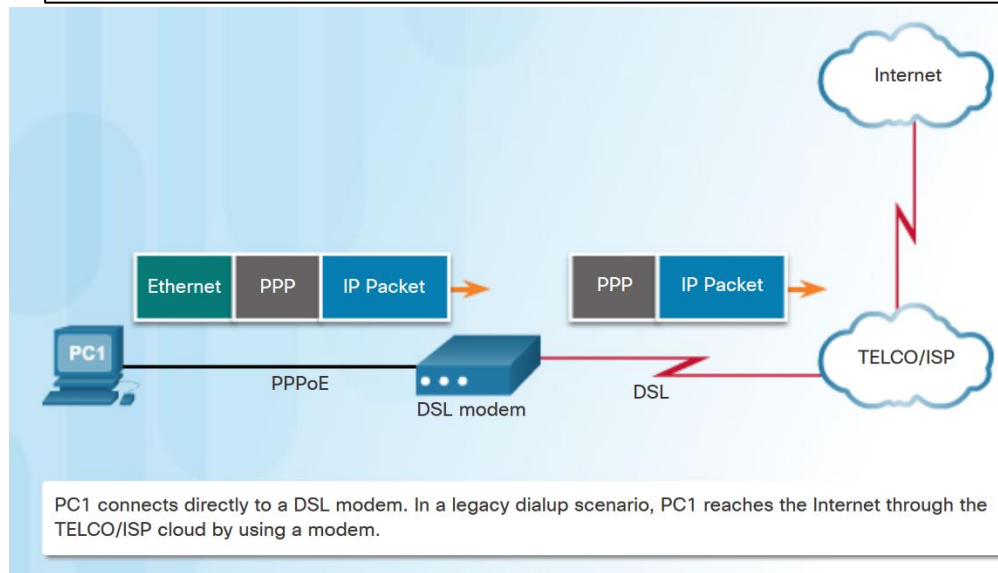 Internet
Ethernet PPP IP Packet
PPP IP Packet
PC1
TELCO/ISP
PPPoE
DSL
DSL modem
PC1 connects directly to a DSL modem. In a legacy dialup scenario, PC1 reaches the Internet through the
TELCO/ISP cloud by using a modem.